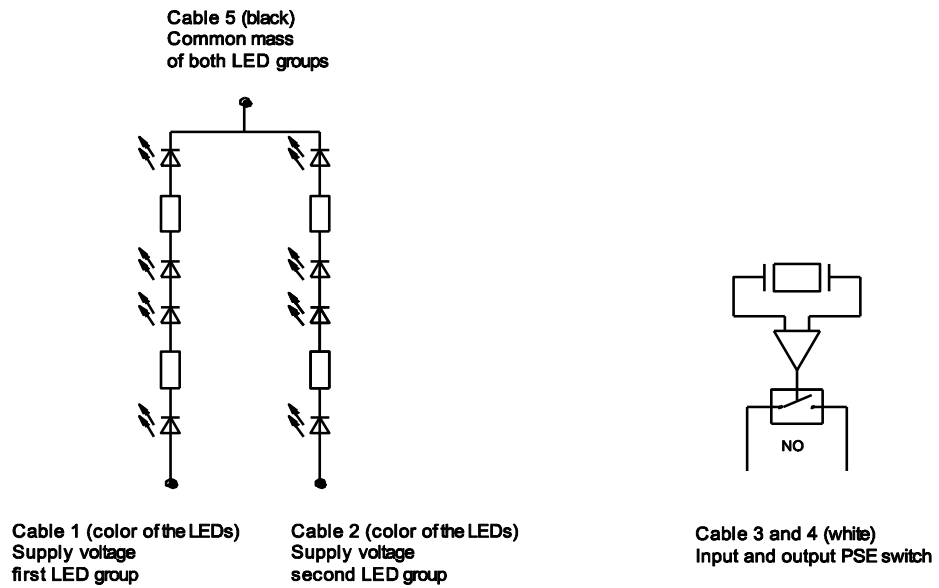 Cable 5 (black)
Common mass
of both LED groups
NO
Cable 1 (color of the LEDs)
Supply voltage
first LED group
Cable 2 (color of the LEDs)
Supply voltage
second LED group
Cable 3 and 4 (white)
Input and output PSE switch